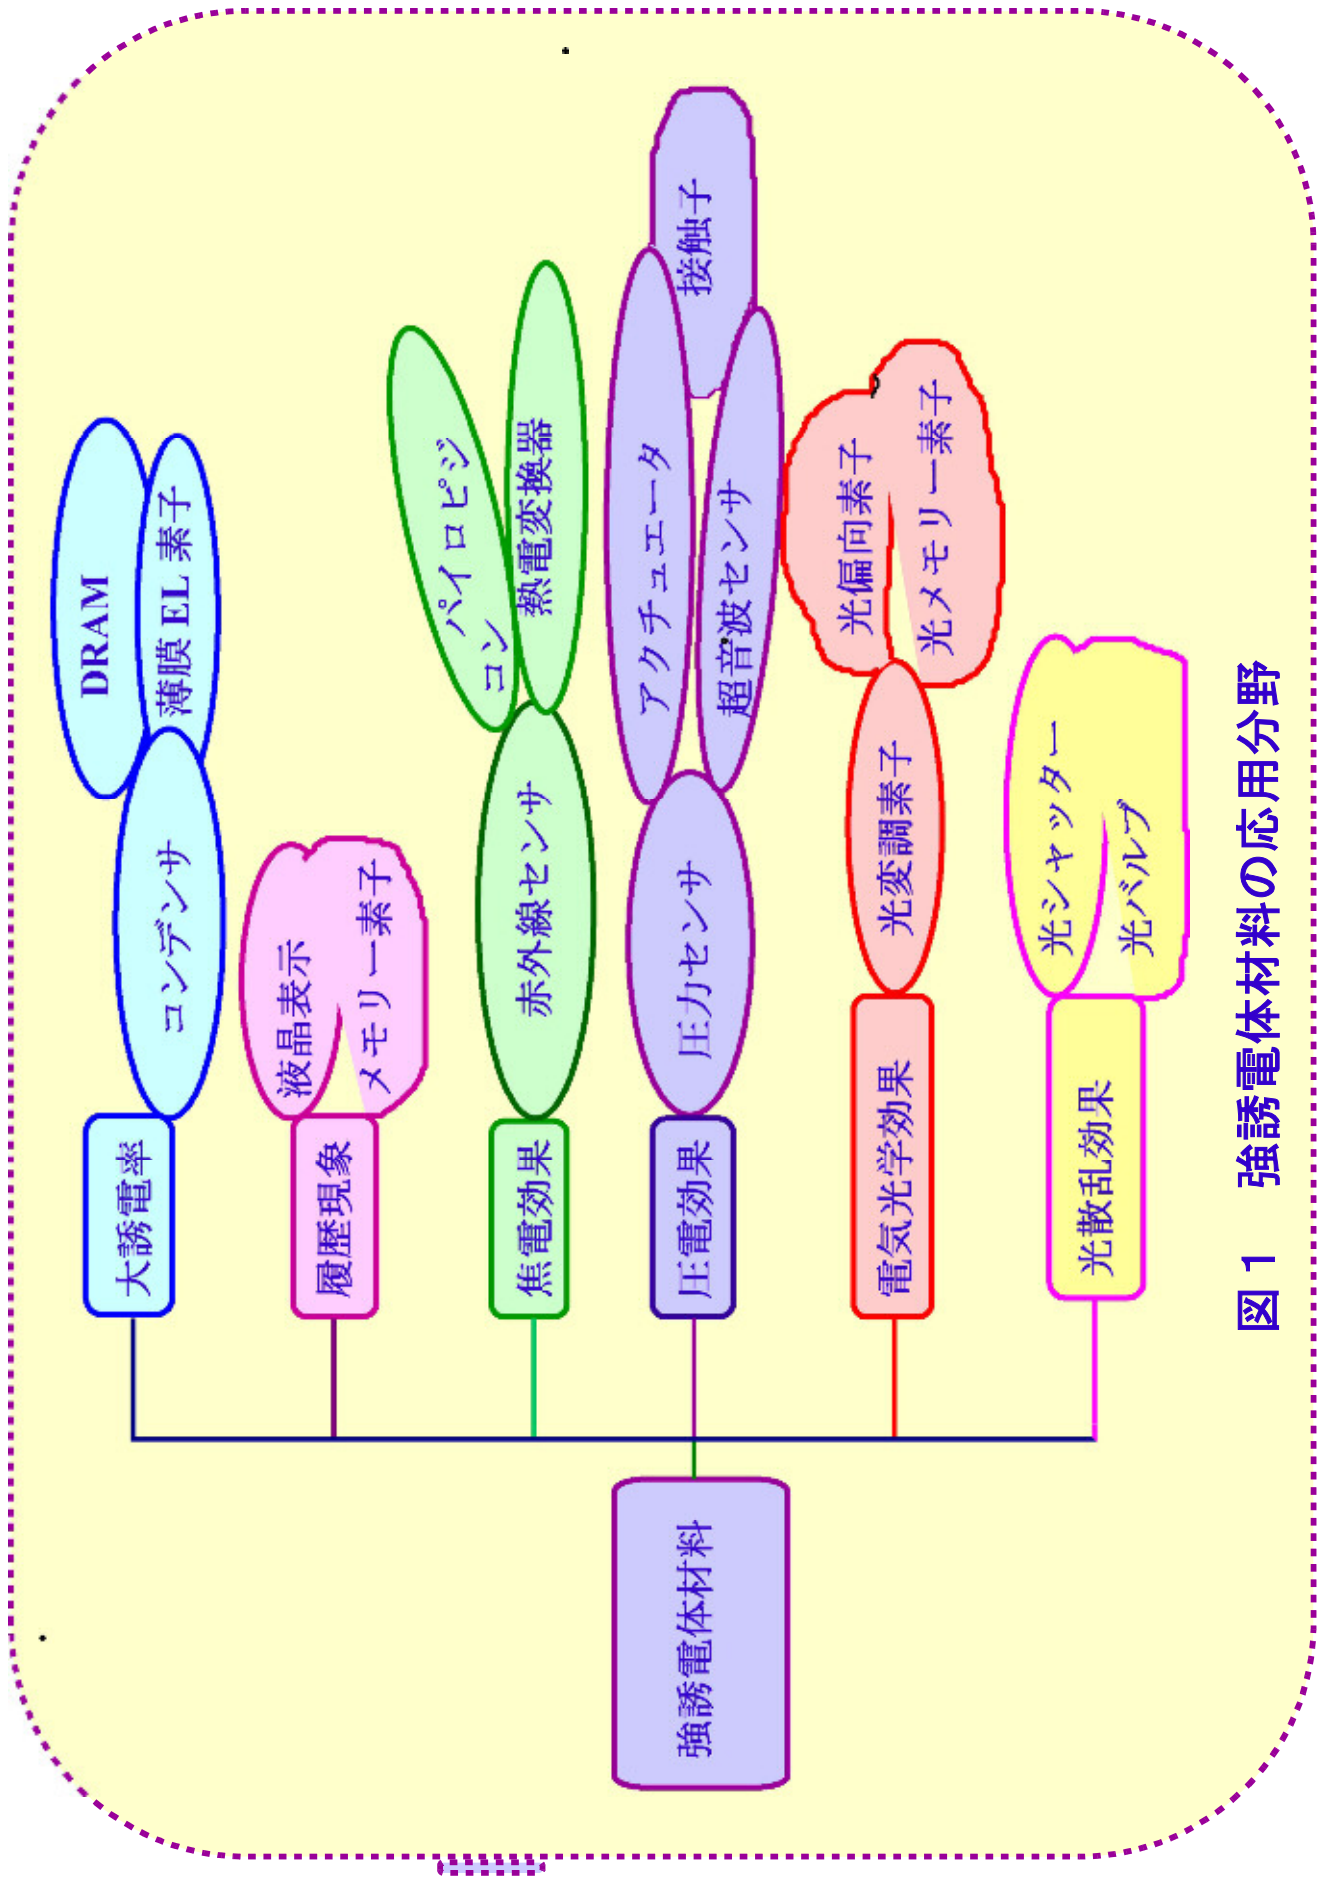 強誘電体材料
大誘電率
コンデンサ
DRAM
薄膜 EL 素子
履歴現象
液晶表示
メモリー素子
焦電効果
赤外線センサ
パイロビジ
コン
熱電変換器
圧電効果
圧力センサ
アクチュエータ
超音波センサ
接触子
電気光学効果
光変調素子
光偏向素子
光メモリー素子
光散乱効果
光シャッター
光バルブ
図 1 強誘電体材料の応用分野